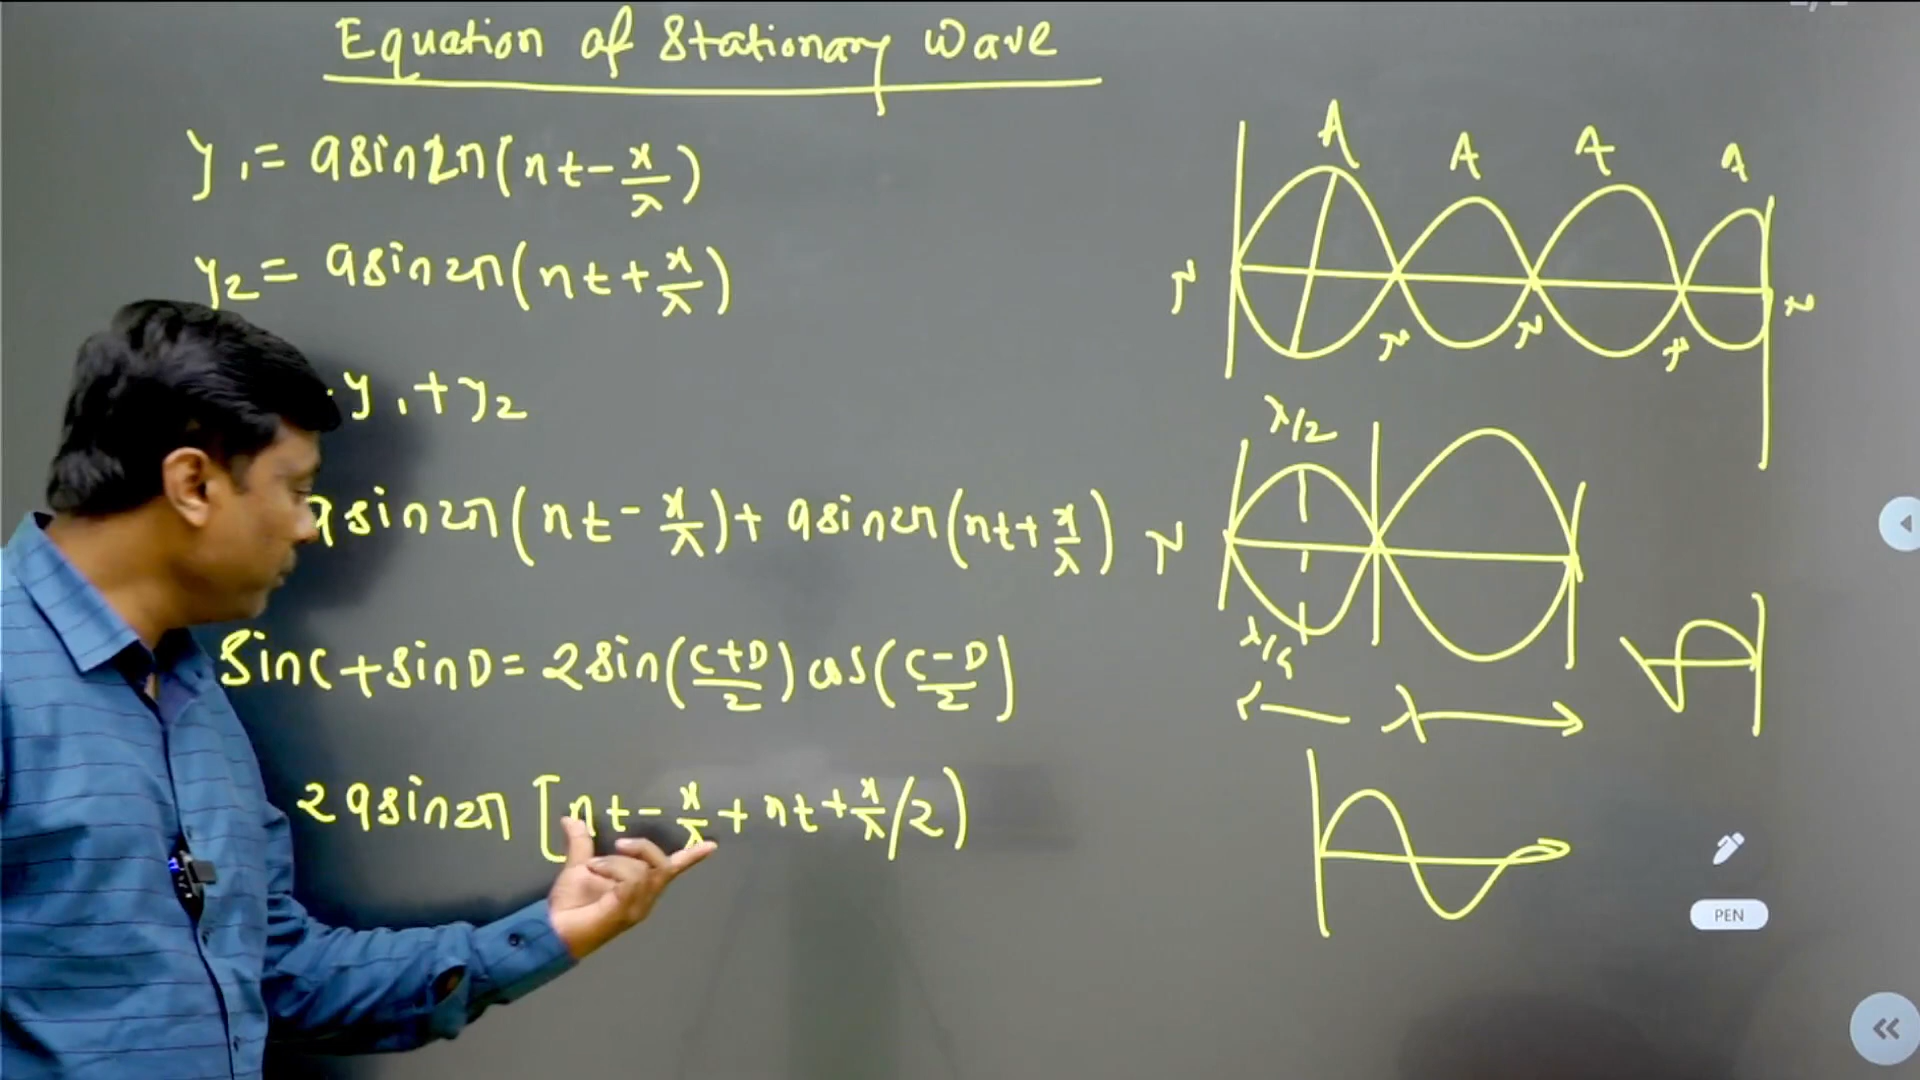 Equation of Stationary Wave
y₁ = a sin 2π (nt - x/λ)
y₂ = a sin 2π (nt + x/λ)
y₁ + y₂
a sin 2π (nt - x/λ) + a sin 2π (nt + x/λ)
sin C + sin D = 2 sin (C+D/2) cos (C-D/2)
2 a sin 2π [nt - x/λ + nt + x/λ /2)
A A A A
N N N N N
λ/2
N
λ/4
λ
PEN